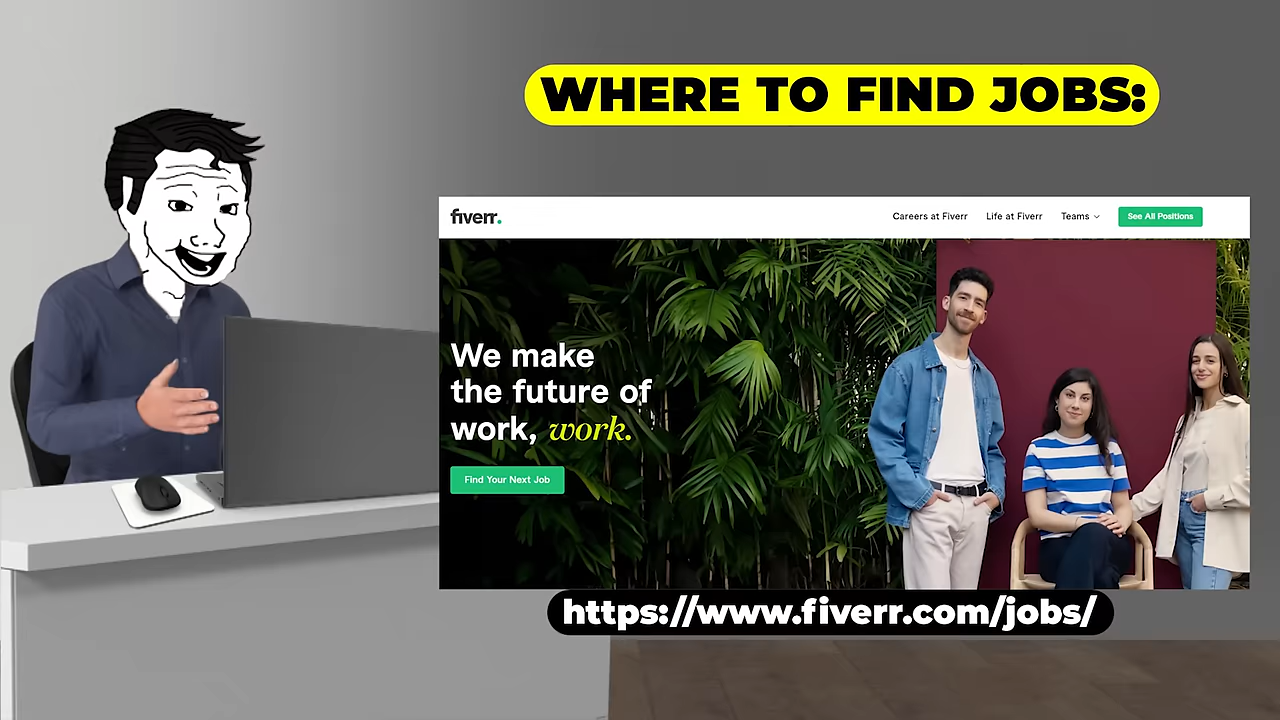 WHERE TO FIND JOBS:
fiverr.
Careers at Fiverr Life at Fiverr Teams See All Positions
We make
the future of
work, work.
Find Your Next Job
https://www.fiverr.com/jobs/